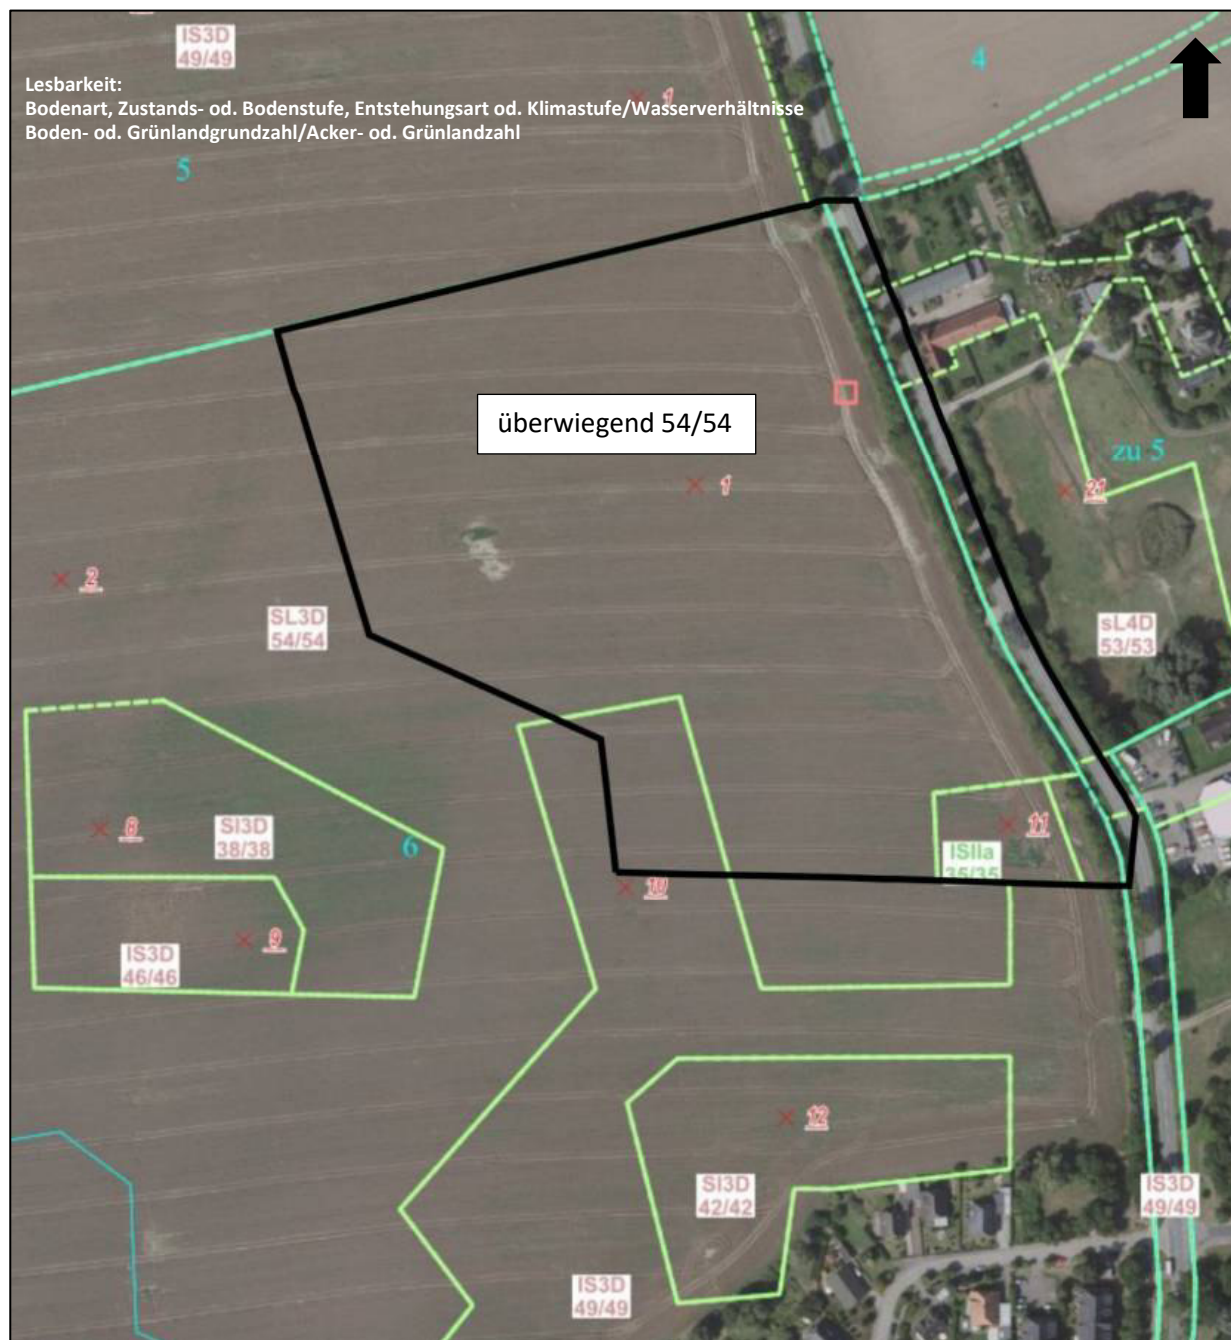 IS3D
49/49
Lesbarkeit:
Bodenart, Zustands- od. Bodenstufe, Entstehungsart od. Klimastufe/Wasserverhältnisse
Boden- od. Grünlandgrundzahl/Acker- od. Grünlandzahl
1
4
5
überwiegend 54/54
zu 5
1
21
2
SL3D
54/54
sL4D
53/53
8
SI3D
38/38
6
11
ISIIa
35/35
10
9
IS3D
46/46
12
SI3D
42/42
IS3D
49/49
IS3D
49/49